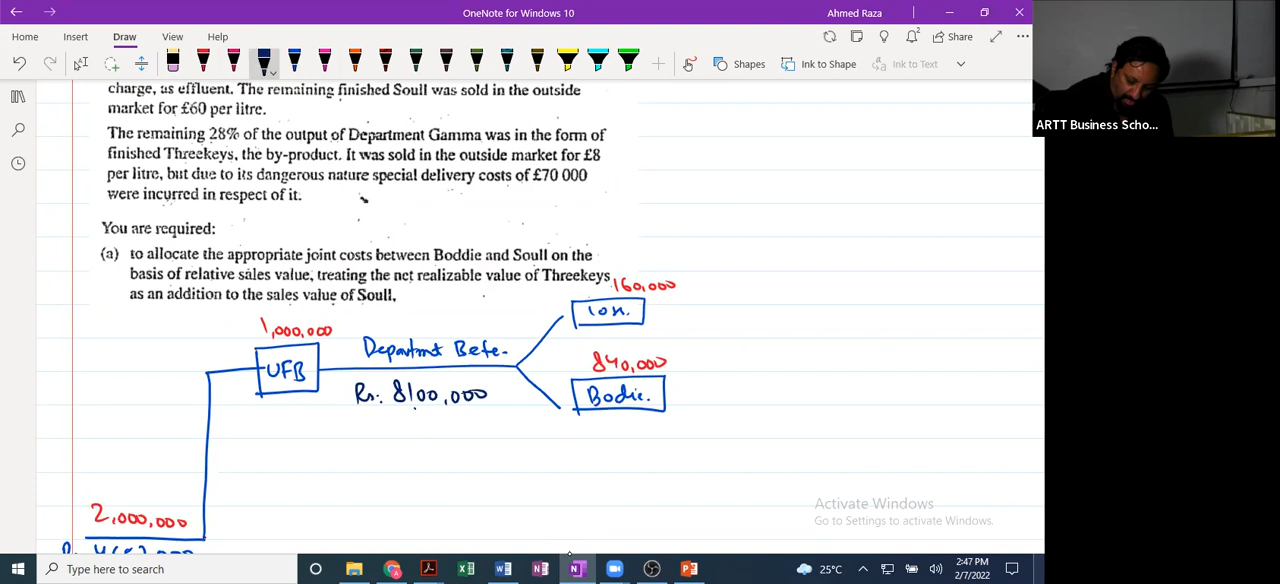 OneNote for Windows 10
Ahmed Raza
Home Insert Draw View Help
Share
Shapes
Ink to Shape
Ink to Text
charge, as effluent. The remaining finished Soull was sold in the outside
market for £60 per litre.
The remaining 28% of the output of Department Gamma was in the form of
finished Threekeys, the by-product. It was sold in the outside market for £8
per litre, but due to its dangerous nature special delivery costs of £70 000
were incurred in respect of it.
You are required:
(a) to allocate the appropriate joint costs between Boddie and Soull on the
basis of relative sales value, treating the net realizable value of Threekeys
as an addition to the sales value of Soull,
160,000
1,000,000
UFB
Department Bete.
840,000
Rs. 8100,000
Bodie.
2,000,000
ARTT Business Scho...
Activate Windows
Go to Settings to activate Windows.
Type here to search
25°C
2:47 PM
2/7/2022